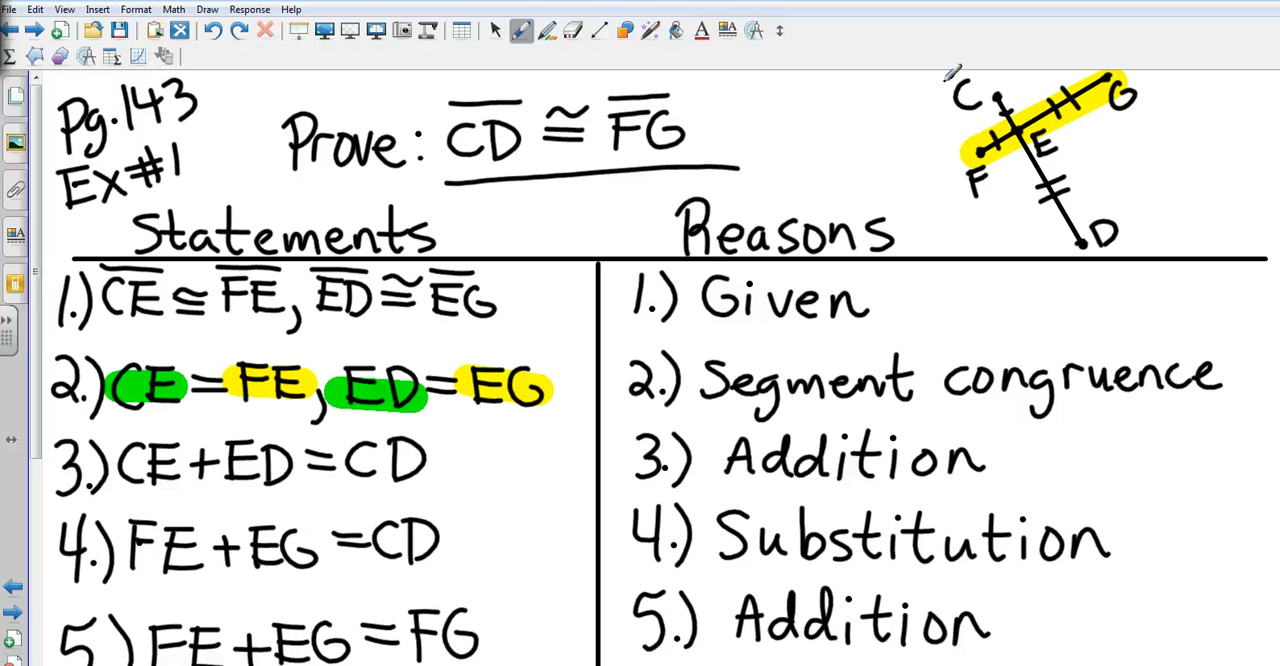 File Edit View Insert Format Math Draw Response Help
Pg.143
Ex#1
Prove: CD ≅ FG
C
G
E
F
D
Statements Reasons
1.) CE ≅ FE, ED ≅ EG 1.) Given
2.) CE = FE, ED = EG 2.) Segment congruence
3.) CE + ED = CD 3.) Addition
4.) FE + EG = CD 4.) Substitution
5.) FE + EG = FG 5.) Addition